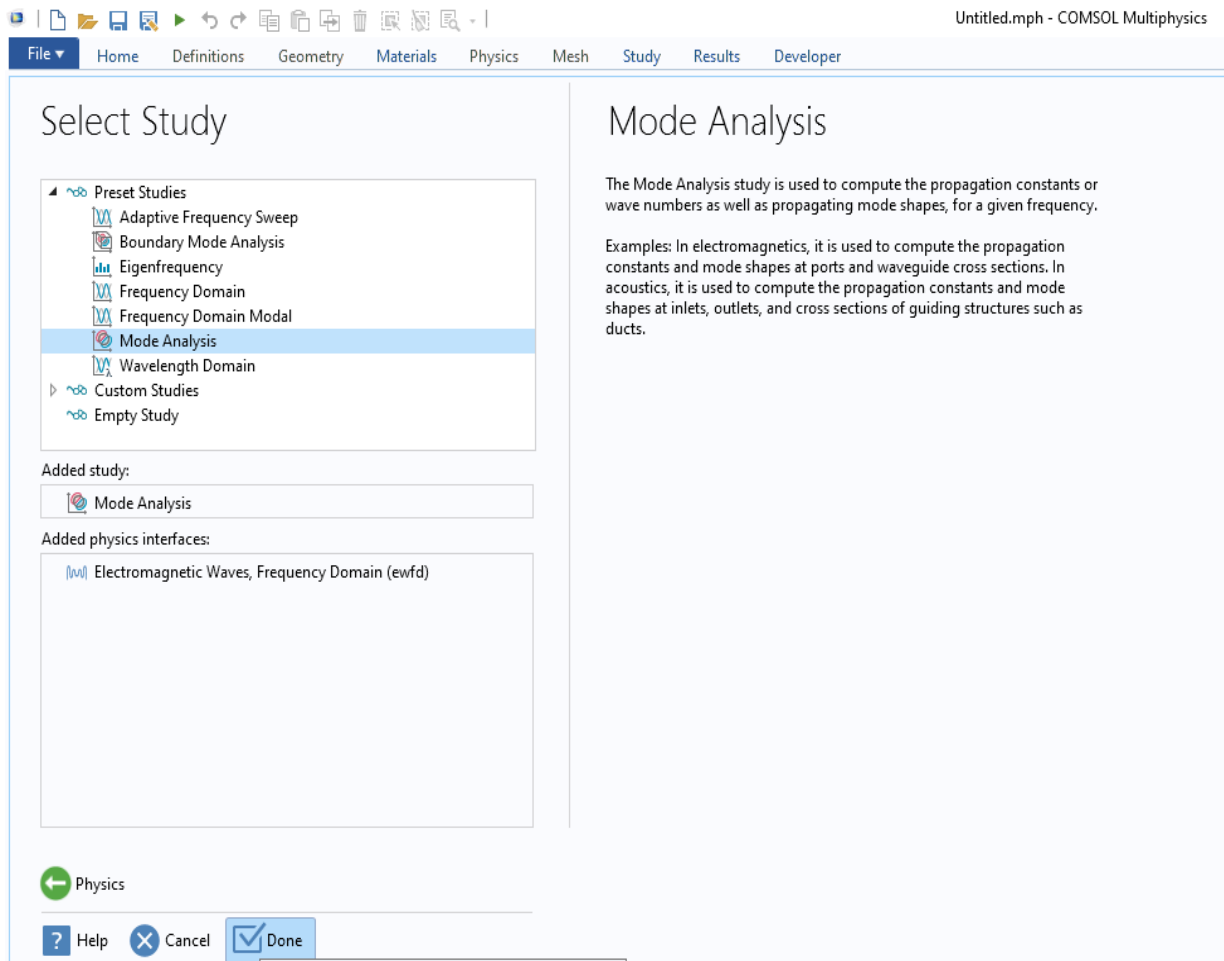 Untitled.mph - COMSOL Multiphysics
File Home Definitions Geometry Materials Physics Mesh Study Results Developer
Select Study
Preset Studies
Adaptive Frequency Sweep
Boundary Mode Analysis
Eigenfrequency
Frequency Domain
Frequency Domain Modal
Mode Analysis
Wavelength Domain
Custom Studies
Empty Study
Added study:
Mode Analysis
Added physics interfaces:
Electromagnetic Waves, Frequency Domain (ewfd)
Physics
? Help Cancel Done
Mode Analysis
The Mode Analysis study is used to compute the propagation constants or
wave numbers as well as propagating mode shapes, for a given frequency.
Examples: In electromagnetics, it is used to compute the propagation
constants and mode shapes at ports and waveguide cross sections. In
acoustics, it is used to compute the propagation constants and mode
shapes at inlets, outlets, and cross sections of guiding structures such as
ducts.